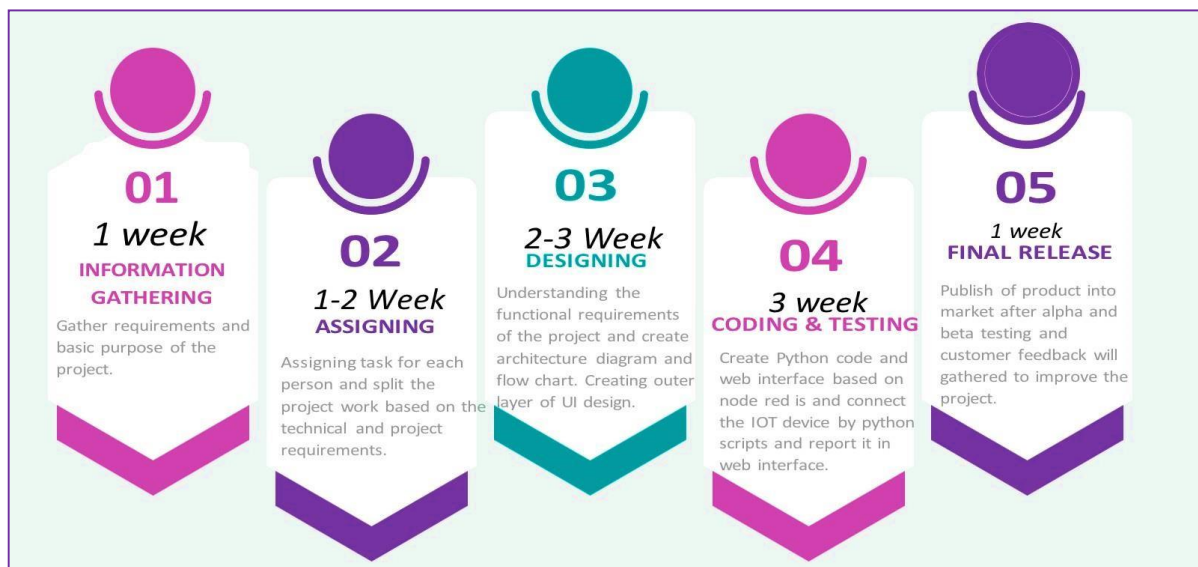 01
1 week
INFORMATION
GATHERING
Gather requirements and
basic purpose of the
project.
02
1-2 Week
ASSIGNING
Assigning task for each
person and split the
project work based on the
technical and project
requirements.
03
2-3 Week
DESIGNING
Understanding the
functional requirements
of the project and create
architecture diagram and
flow chart. Creating outer
layer of UI design.
04
3 week
CODING & TESTING
Create Python code and
web interface based on
node red is and connect
the IOT device by python
scripts and report it in
web interface.
05
1 week
FINAL RELEASE
Publish of product into
market after alpha and
beta testing and
customer feedback will
gathered to improve the
project.